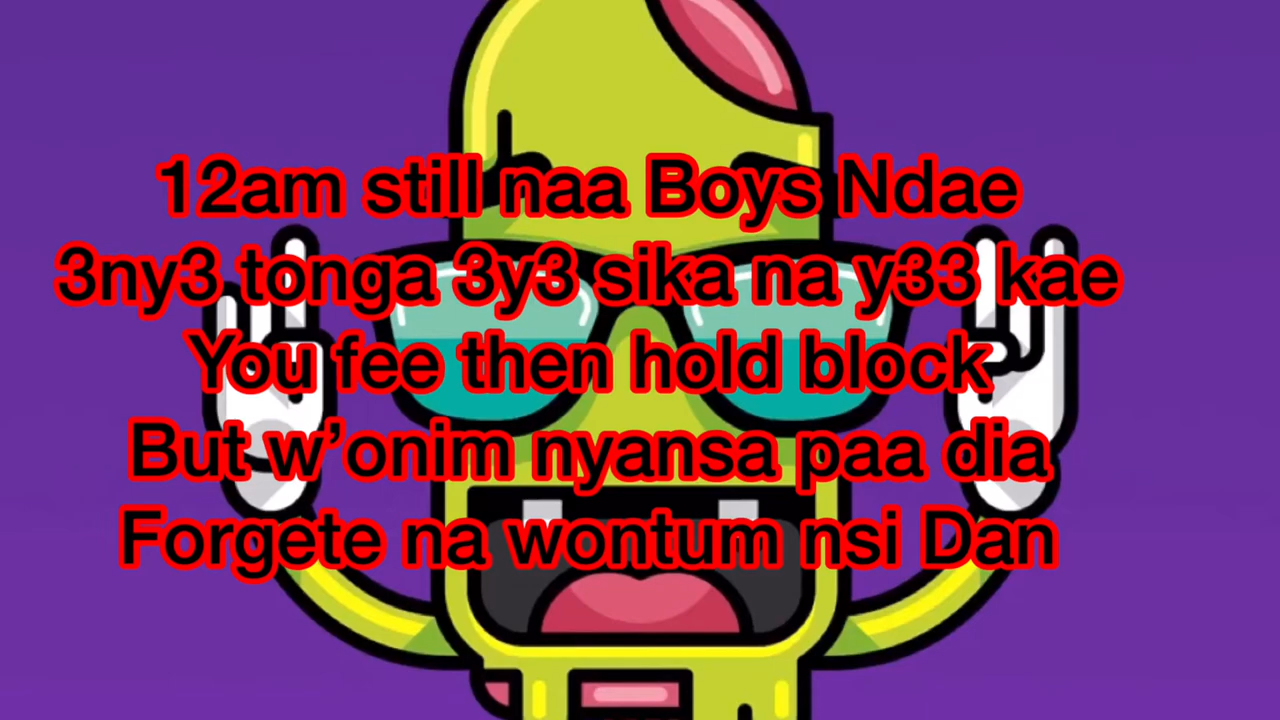 12am still naa Boys Ndae
3ny3 tonga 3y3 sika na y33 kae
You fee then hold block
But w’onim nyansa paa dia
Forgete na wontum nsi Dan